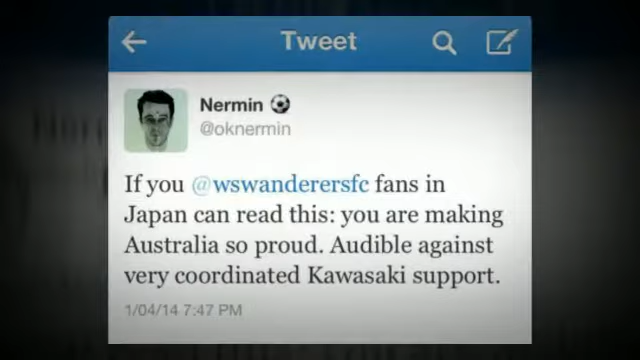 Tweet
Nermin ⚽
@oknermin
If you @wswanderersfc fans in
Japan can read this: you are making
Australia so proud. Audible against
very coordinated Kawasaki support.
1/04/14 7:47 PM